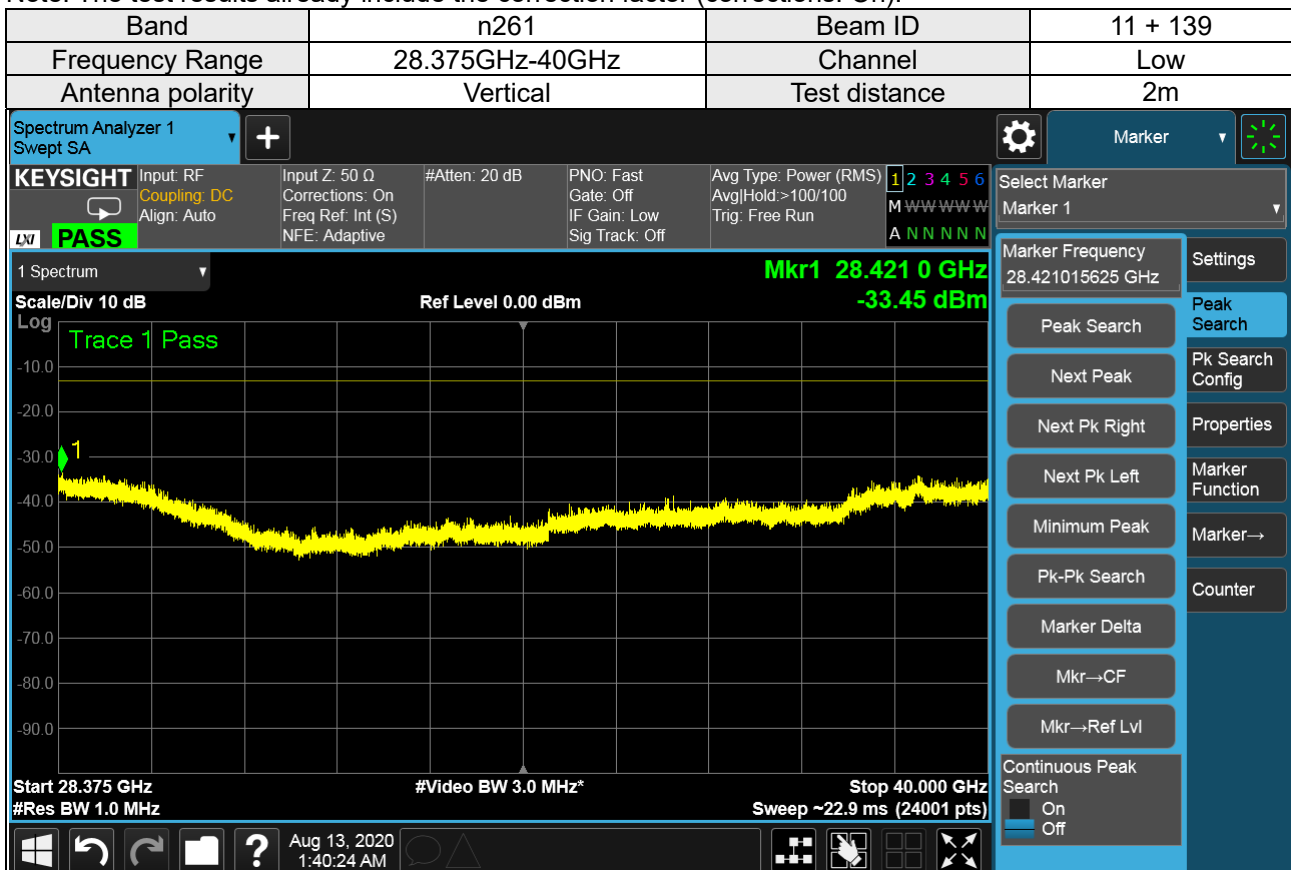 Note: The test results already include the correction factor (corrections: On).
Band n261 Beam ID 11 + 139
Frequency Range 28.375GHz-40GHz Channel Low
Antenna polarity Vertical Test distance 2m
Spectrum Analyzer 1
Swept SA
+
Marker
KEYSIGHT
LXI
PASS
Input: RF
Coupling: DC
Align: Auto
Input Z: 50 Ω
Corrections: On
Freq Ref: Int (S)
NFE: Adaptive
#Atten: 20 dB
PNO: Fast
Gate: Off
IF Gain: Low
Sig Track: Off
Avg Type: Power (RMS)
Avg|Hold:>100/100
Trig: Free Run
1 2 3 4 5 6
M W W W W W
A N N N N N
Select Marker
Marker 1
1 Spectrum
Mkr1 28.421 0 GHz
-33.45 dBm
Scale/Div 10 dB
Ref Level 0.00 dBm
Log
Trace 1 Pass
-10.0
-20.0
-30.0
-40.0
-50.0
-60.0
-70.0
-80.0
-90.0
1
Start 28.375 GHz
#Res BW 1.0 MHz
#Video BW 3.0 MHz*
Stop 40.000 GHz
Sweep ~22.9 ms (24001 pts)
Marker Frequency
28.421015625 GHz
Peak Search
Next Peak
Next Pk Right
Next Pk Left
Minimum Peak
Pk-Pk Search
Marker Delta
Mkr→CF
Mkr→Ref Lvl
Continuous Peak
Search
On
Off
Settings
Peak
Search
Pk Search
Config
Properties
Marker
Function
Marker→
Counter
?
Aug 13, 2020
1:40:24 AM